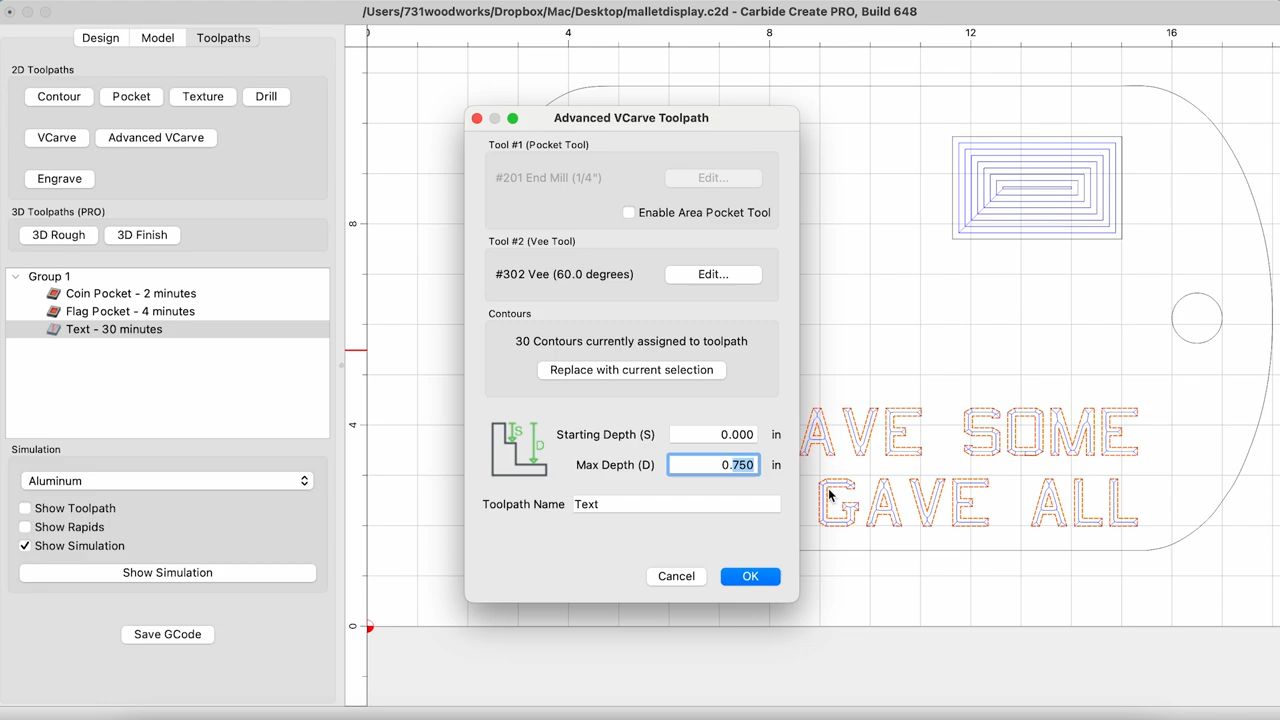 /Users/731woodworks/Dropbox/Mac/Desktop/malletdisplay.c2d - Carbide Create PRO, Build 648
Design
Model
Toolpaths
2D Toolpaths
Contour
Pocket
Texture
Drill
VCarve
Advanced VCarve
Engrave
3D Toolpaths (PRO)
3D Rough
3D Finish
Group 1
Coin Pocket - 2 minutes
Flag Pocket - 4 minutes
Text - 30 minutes
Simulation
Aluminum
Show Toolpath
Show Rapids
Show Simulation
Show Simulation
Save GCode
0
4
8
12
16
8
4
0
Advanced VCarve Toolpath
Tool #1 (Pocket Tool)
#201 End Mill (1/4")
Edit...
Enable Area Pocket Tool
Tool #2 (Vee Tool)
#302 Vee (60.0 degrees)
Edit...
Contours
30 Contours currently assigned to toolpath
Replace with current selection
S
D
Starting Depth (S)
0.000
in
Max Depth (D)
0.750
in
Toolpath Name
Text
Cancel
OK
AVE SOME
GAVE ALL